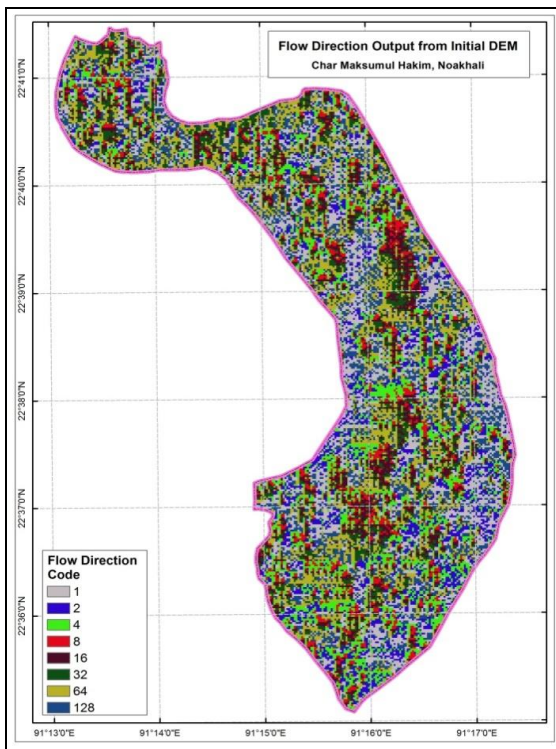 Flow Direction Output from Initial DEM
Char Maksumul Hakim, Noakhali
22°41'0"N
22°40'0"N
22°39'0"N
22°38'0"N
22°37'0"N
22°36'0"N
Flow Direction
Code
1
2
4
8
16
32
64
128
91°13'0"E 91°14'0"E 91°15'0"E 91°16'0"E 91°17'0"E